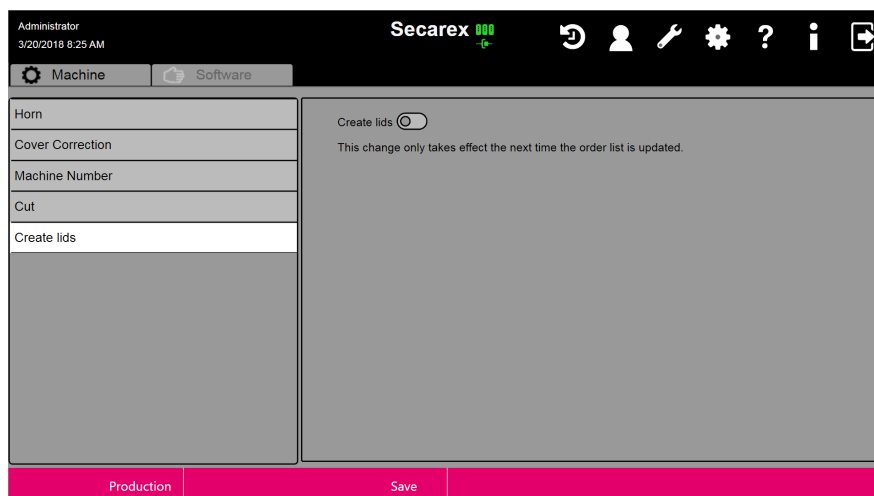 Administrator
3/20/2018 8:25 AM
Secarex
?
i
Machine
Software
Horn
Cover Correction
Machine Number
Cut
Create lids
Create lids
This change only takes effect the next time the order list is updated.
Production
Save